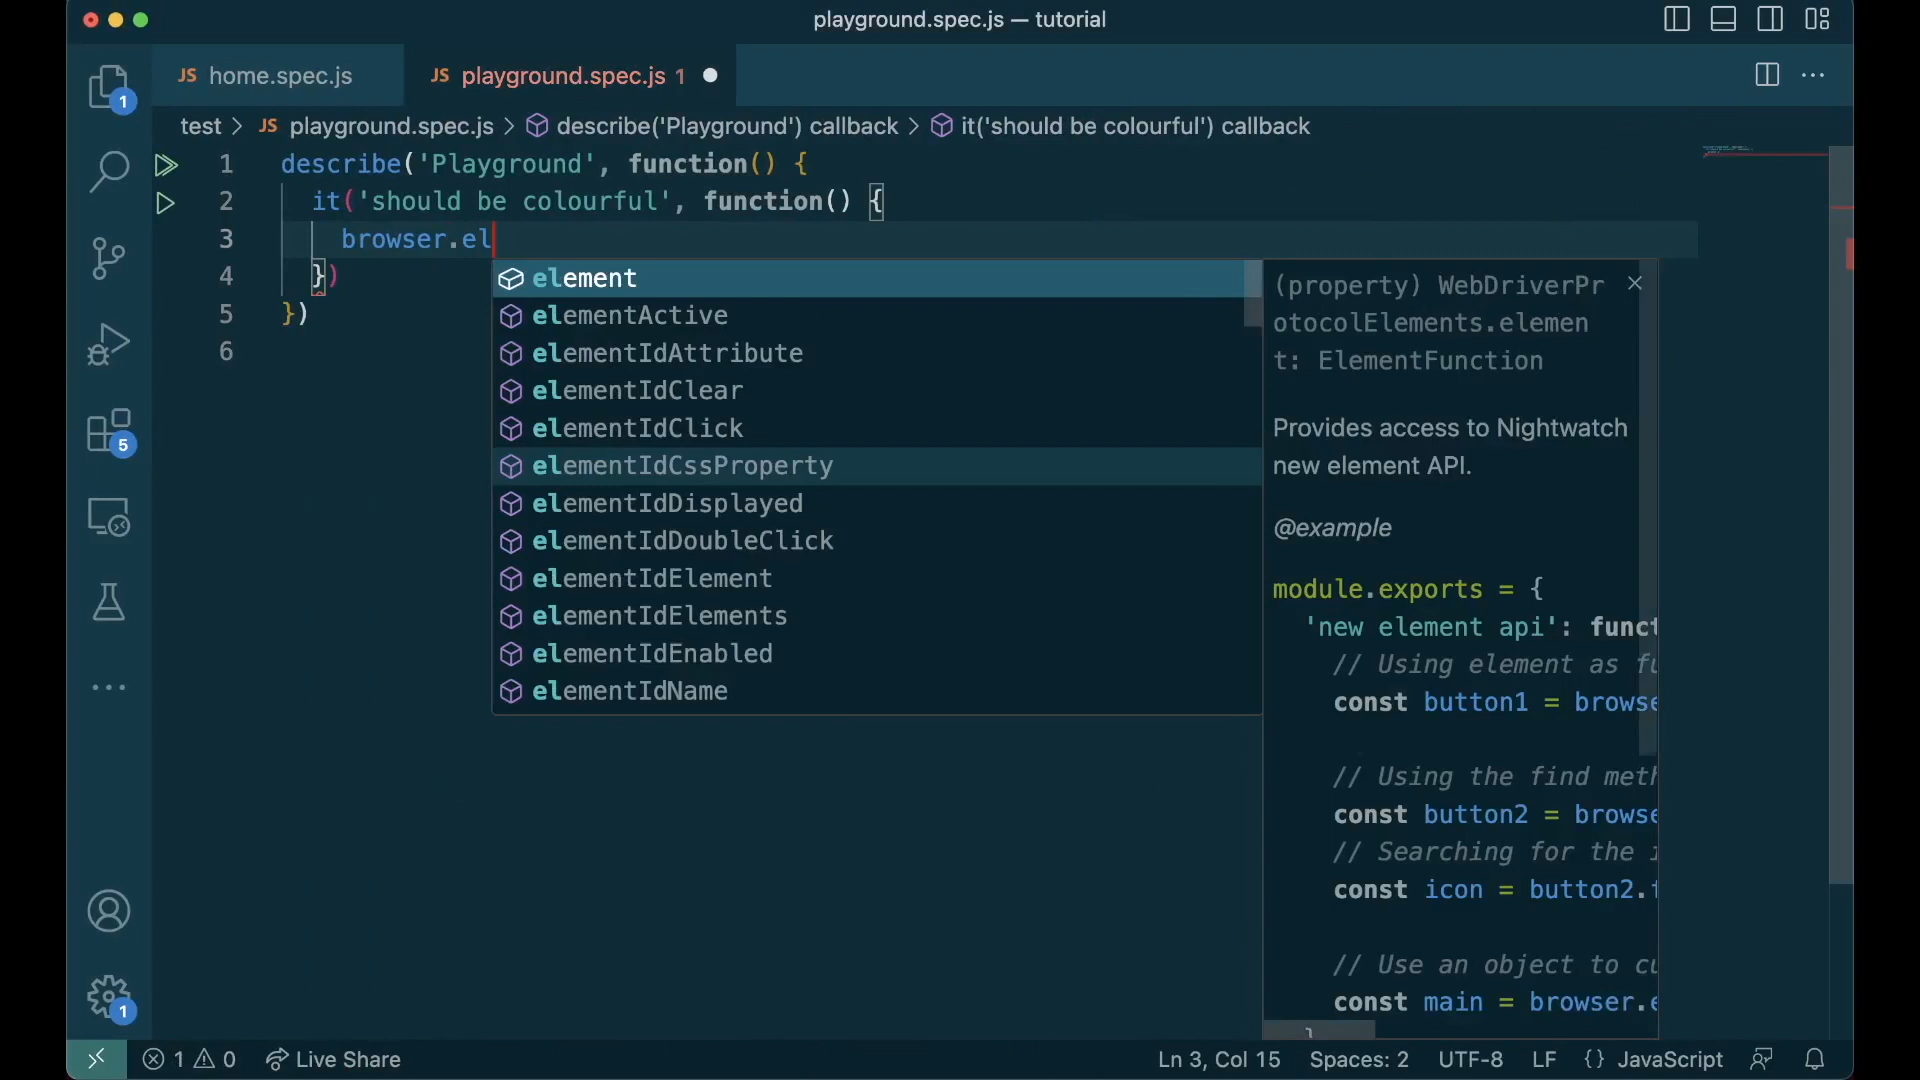 playground.spec.js — tutorial
JS home.spec.js
JS playground.spec.js 1
test > JS playground.spec.js > describe('Playground') callback > it('should be colourful') callback
1 describe('Playground', function() {
2 it('should be colourful', function() {
3 browser.el
4 })
5 })
6
element
elementActive
elementIdAttribute
elementIdClear
elementIdClick
elementIdCssProperty
elementIdDisplayed
elementIdDoubleClick
elementIdElement
elementIdElements
elementIdEnabled
elementIdName
(property) WebDriverPr
otocolElements.elemen
t: ElementFunction
Provides access to Nightwatch
new element API.
@example
module.exports = {
'new element api': funct
// Using element as fu
const button1 = browse
// Using the find meth
const button2 = browse
// Searching for the i
const icon = button2.f
// Use an object to cu
const main = browser.e
}
1
5
1
1 0 Live Share
Ln 3, Col 15 Spaces: 2 UTF-8 LF {} JavaScript